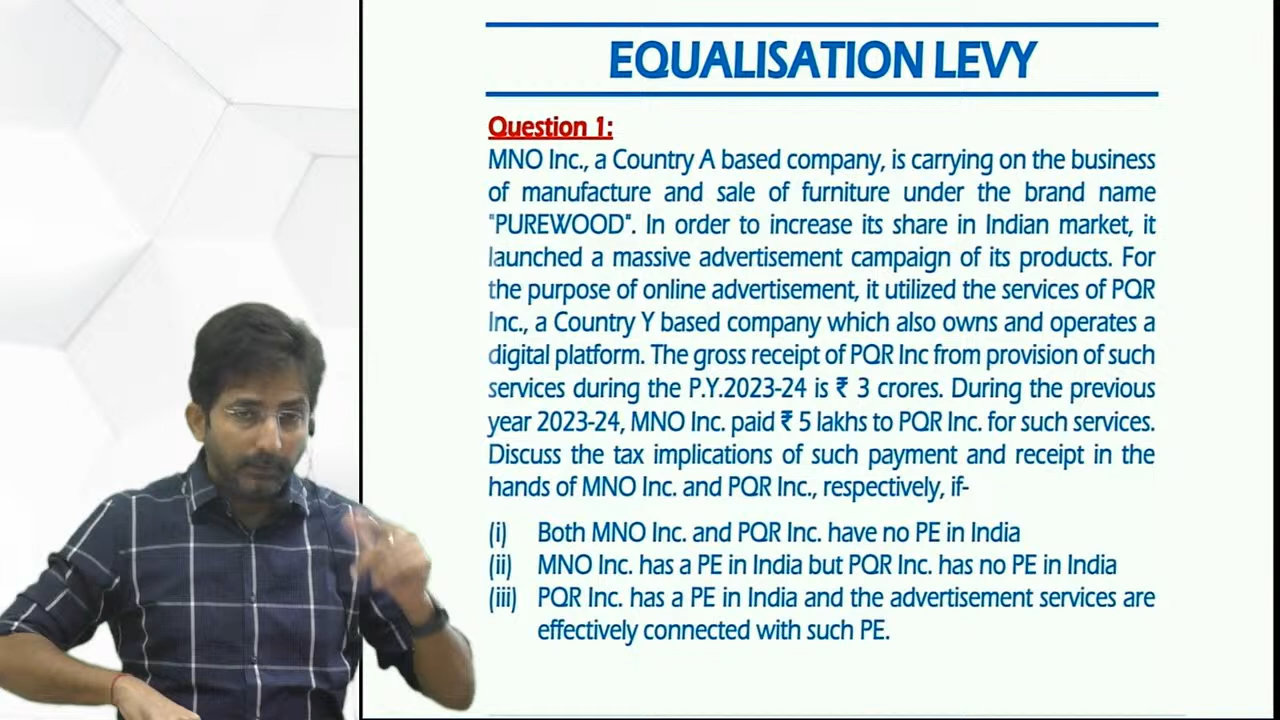 EQUALISATION LEVY
Question 1:
MNO Inc., a Country A based company, is carrying on the business
of manufacture and sale of furniture under the brand name
"PUREWOOD". In order to increase its share in Indian market, it
launched a massive advertisement campaign of its products. For
the purpose of online advertisement, it utilized the services of PQR
Inc., a Country Y based company which also owns and operates a
digital platform. The gross receipt of PQR Inc from provision of such
services during the P.Y.2023-24 is ₹ 3 crores. During the previous
year 2023-24, MNO Inc. paid ₹ 5 lakhs to PQR Inc. for such services.
Discuss the tax implications of such payment and receipt in the
hands of MNO Inc. and PQR Inc., respectively, if-
(i) Both MNO Inc. and PQR Inc. have no PE in India
(ii) MNO Inc. has a PE in India but PQR Inc. has no PE in India
(iii) PQR Inc. has a PE in India and the advertisement services are
effectively connected with such PE.